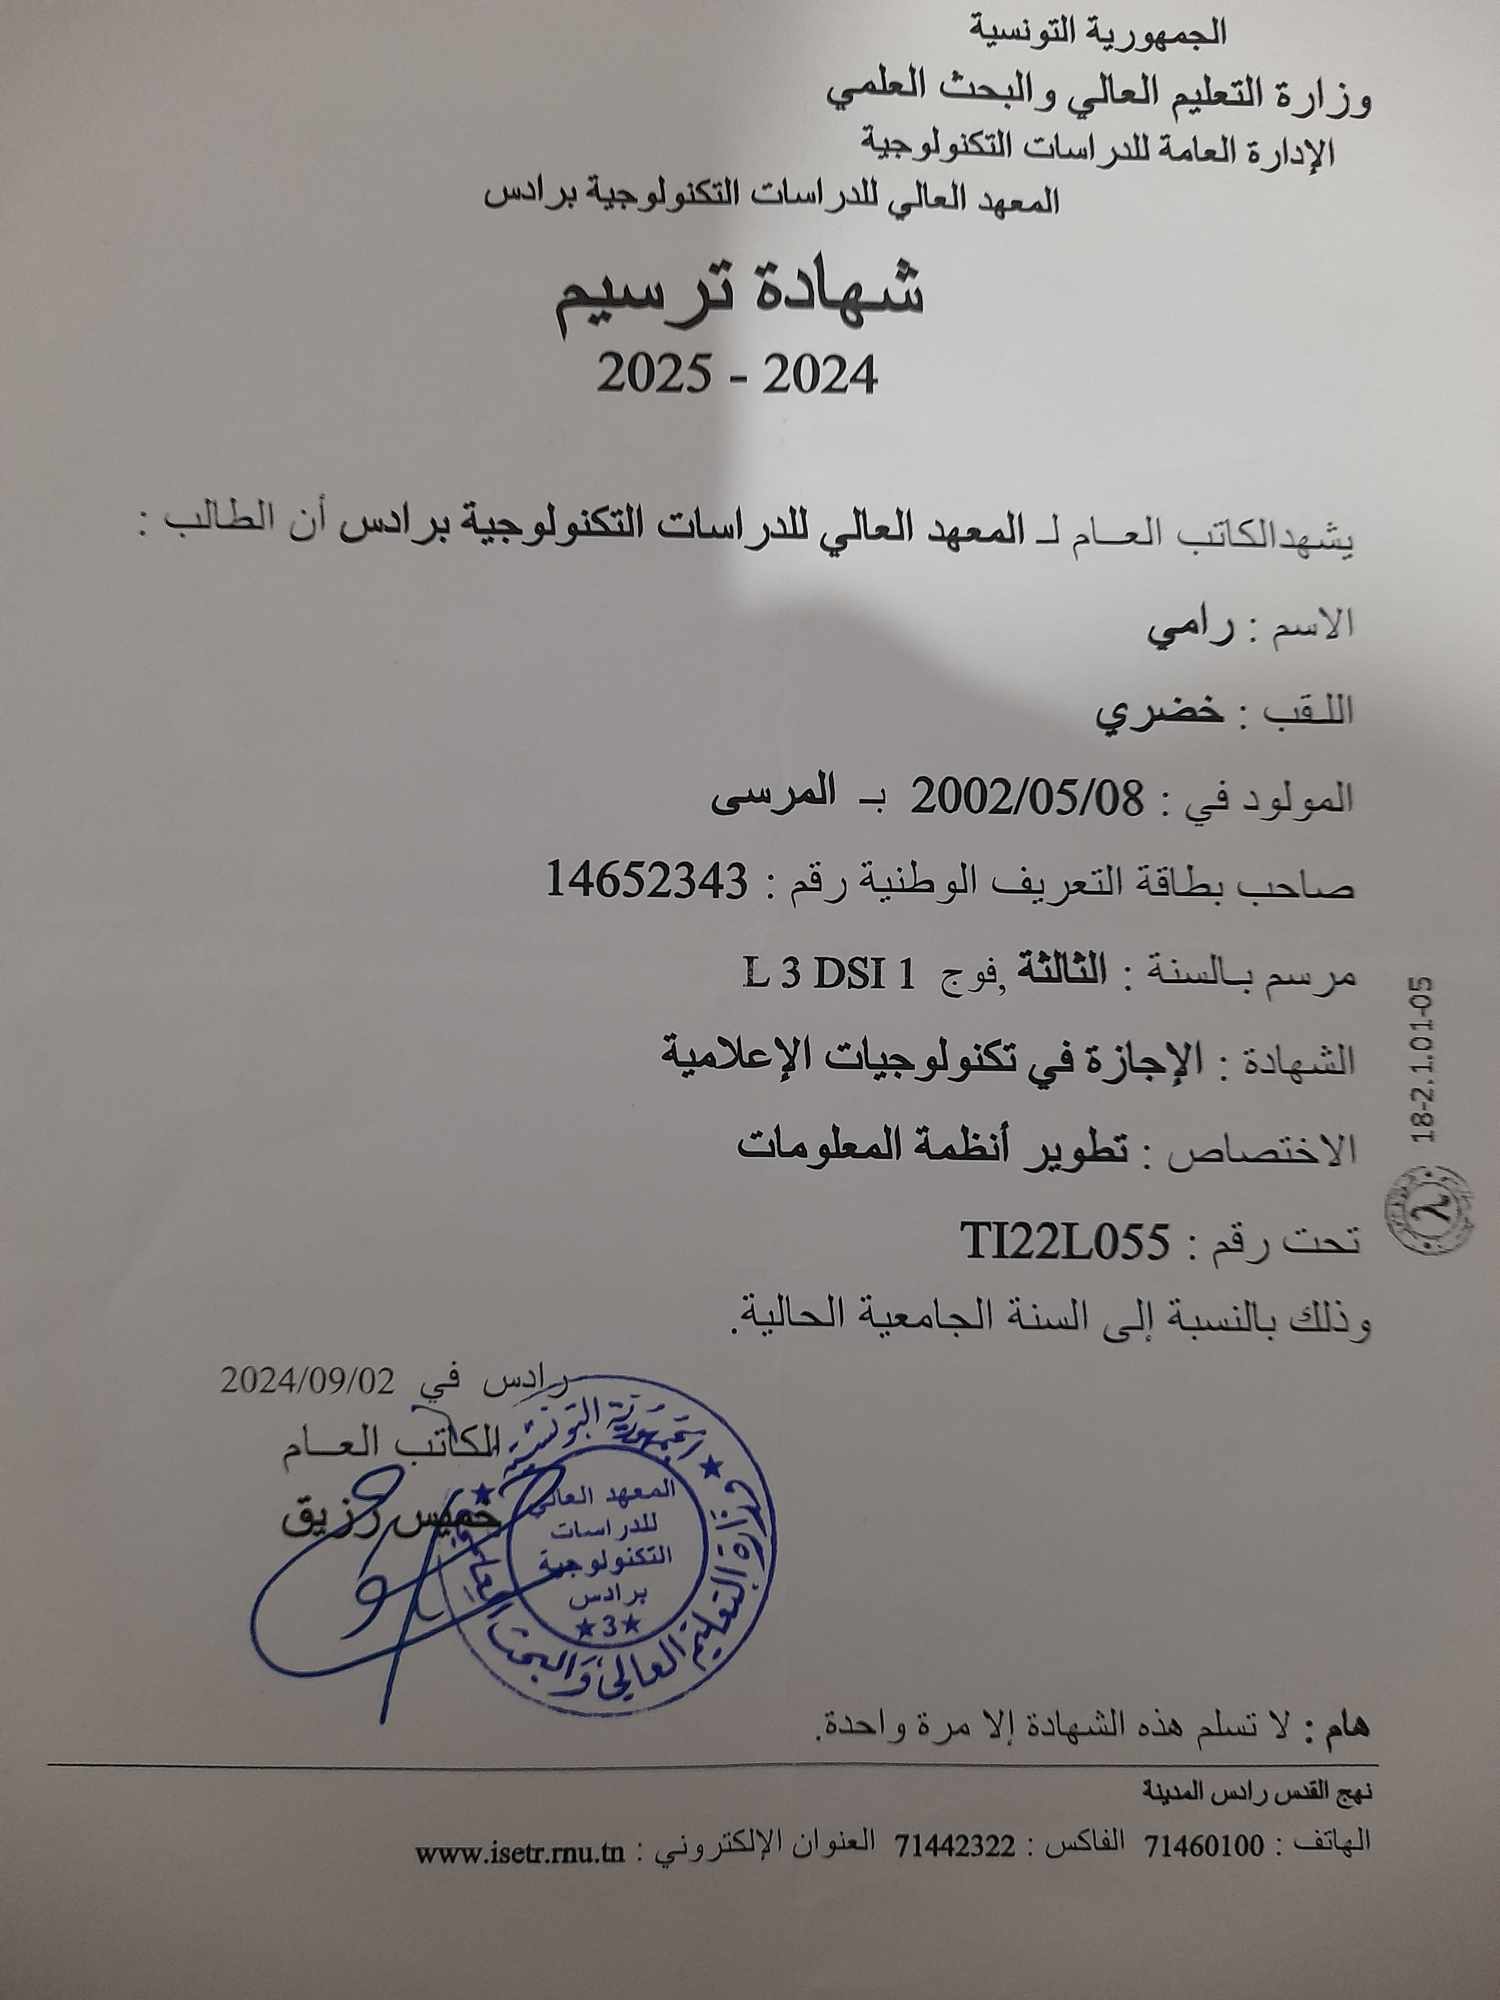 الجمهورية التونسية
وزارة التعليم العالي والبحث العلمي
الإدارة العامة للدراسات التكنولوجية
المعهد العالي للدراسات التكنولوجية برادس
شهادة ترسيم
2025 - 2024
يشهدالكاتب العـــام لـ المعهد العالي للدراسات التكنولوجية برادس أن الطالب :
الاسم : رامي
اللـقب : خضري
المولود في : 2002/05/08 بـ المرسى
صاحب بطاقة التعريف الوطنية رقم : 14652343
مرسم بـالسنة : الثالثة ,فوج L 3 DSI 1
الشهادة : الإجازة في تكنولوجيات الإعلامية
الاختصاص : تطوير أنظمة المعلومات
تحت رقم : TI22L055
وذلك بالنسبة إلى السنة الجامعية الحالية.
18-2.1.01-05
رادس في 2024/09/02
الكاتب العـــام
خميس رزيق
الجمهورية التونسية
وزارة التعليم العالي والبحث العلمي
المعهد العالي
للدراسات
التكنولوجية
برادس
★3★
هام : لا تسلم هذه الشهادة إلا مرة واحدة.
نهج القدس رادس المدينة
الهاتف : 71460100 الفاكس : 71442322 العنوان الإلكتروني : www.isetr.rnu.tn